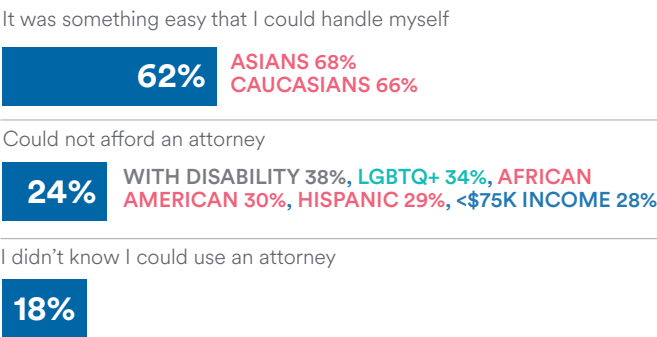 It was something easy that I could handle myself
62%
ASIANS 68%
CAUCASIANS 66%
Could not afford an attorney
24%
WITH DISABILITY 38%, LGBTQ+ 34%, AFRICAN
AMERICAN 30%, HISPANIC 29%, <$75K INCOME 28%
I didn’t know I could use an attorney
18%